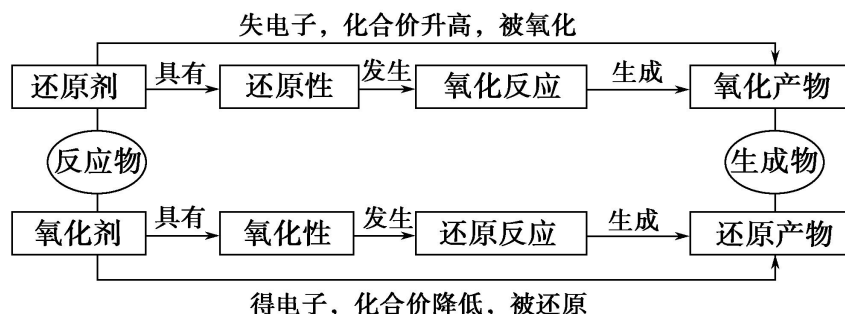 失电子，化合价升高，被氧化
还原剂 具有 还原性 发生 氧化反应 生成 氧化产物
反应物 生成物
氧化剂 具有 氧化性 发生 还原反应 生成 还原产物
得电子，化合价降低，被还原